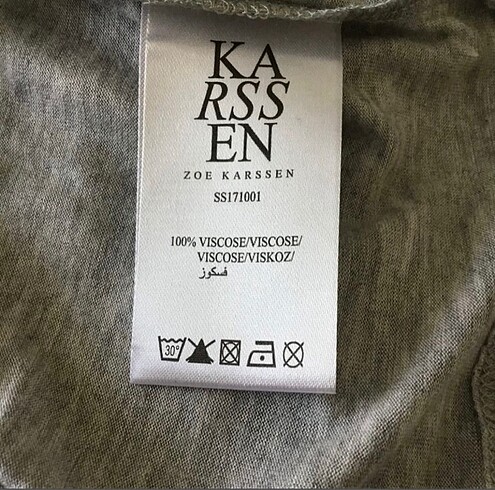 KA
RSS
EN
ZOE KARSSEN
SS171001
100% VISCOSE/VISCOSE/
VISCOSE/VISKOZ/
فسكوز
30°